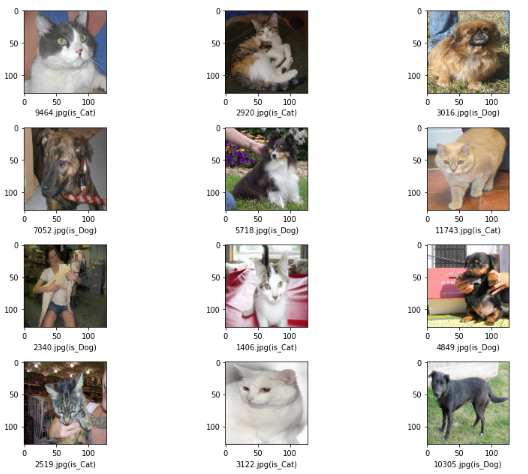 0
50
100
0 50 100
9464.jpg(is_Cat)
0
50
100
0 50 100
2920.jpg(is_Cat)
0
50
100
0 50 100
3016.jpg(is_Dog)
0
50
100
0 50 100
7052.jpg(is_Dog)
0
50
100
0 50 100
5718.jpg(is_Dog)
0
50
100
0 50 100
11743.jpg(is_Cat)
0
50
100
0 50 100
2340.jpg(is_Dog)
0
50
100
0 50 100
1406.jpg(is_Cat)
0
50
100
0 50 100
4849.jpg(is_Dog)
0
50
100
0 50 100
2519.jpg(is_Cat)
0
50
100
0 50 100
3122.jpg(is_Cat)
0
50
100
0 50 100
10305.jpg(is_Dog)